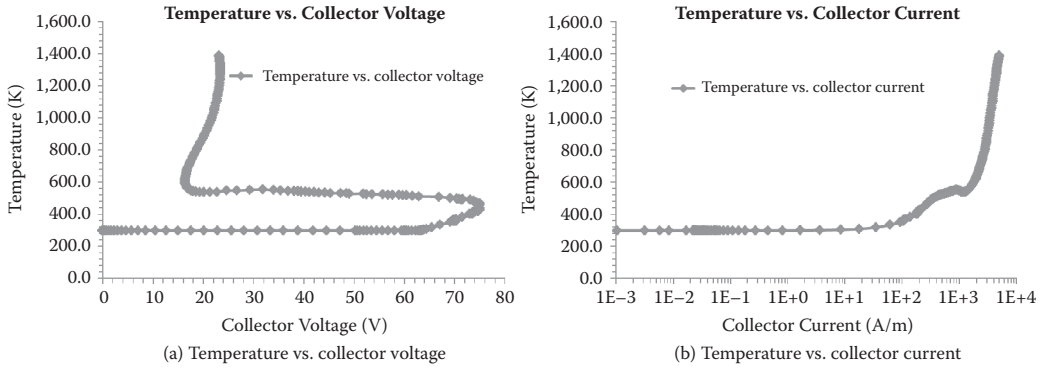 Temperature vs. Collector Voltage
1,600.0
1,400.0
1,200.0
1,000.0
800.0
600.0
400.0
200.0
0.0
Temperature (K)
Temperature vs. collector voltage
0 10 20 30 40 50 60 70 80
Collector Voltage (V)
(a) Temperature vs. collector voltage
Temperature vs. Collector Current
1,600.0
1,400.0
1,200.0
1,000.0
800.0
600.0
400.0
200.0
0.0
Temperature (K)
Temperature vs. collector current
1E−3 1E−2 1E−1 1E+0 1E+1 1E+2 1E+3 1E+4
Collector Current (A/m)
(b) Temperature vs. collector current